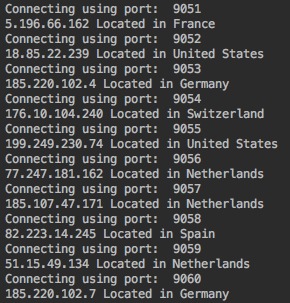 Connecting using port:  9051
5.196.66.162 Located in France
Connecting using port:  9052
18.85.22.239 Located in United States
Connecting using port:  9053
185.220.102.4 Located in Germany
Connecting using port:  9054
176.10.104.240 Located in Switzerland
Connecting using port:  9055
199.249.230.74 Located in United States
Connecting using port:  9056
77.247.181.162 Located in Netherlands
Connecting using port:  9057
185.107.47.171 Located in Netherlands
Connecting using port:  9058
82.223.14.245 Located in Spain
Connecting using port:  9059
51.15.49.134 Located in Netherlands
Connecting using port:  9060
185.220.102.7 Located in Germany